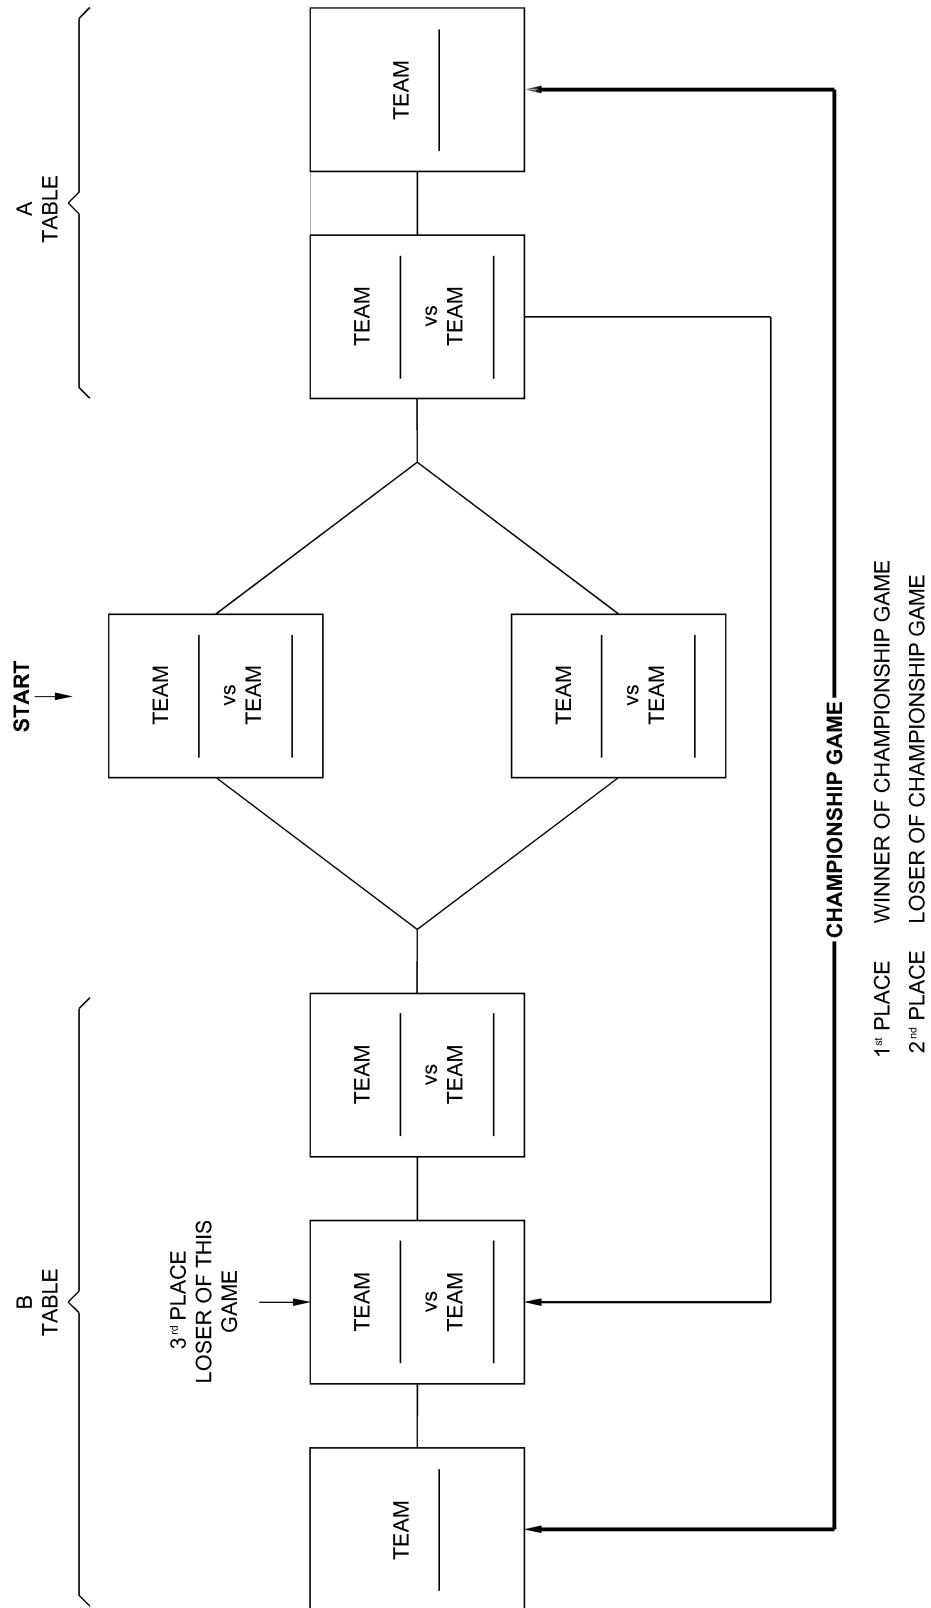 B
TABLE
START
A
TABLE
TEAM
vs
TEAM
3rd PLACE
LOSER OF THIS
GAME
TEAM
TEAM
vs
TEAM
TEAM
vs
TEAM
TEAM
vs
TEAM
TEAM
TEAM
vs
TEAM
CHAMPIONSHIP GAME
1st PLACE WINNER OF CHAMPIONSHIP GAME
2nd PLACE LOSER OF CHAMPIONSHIP GAME